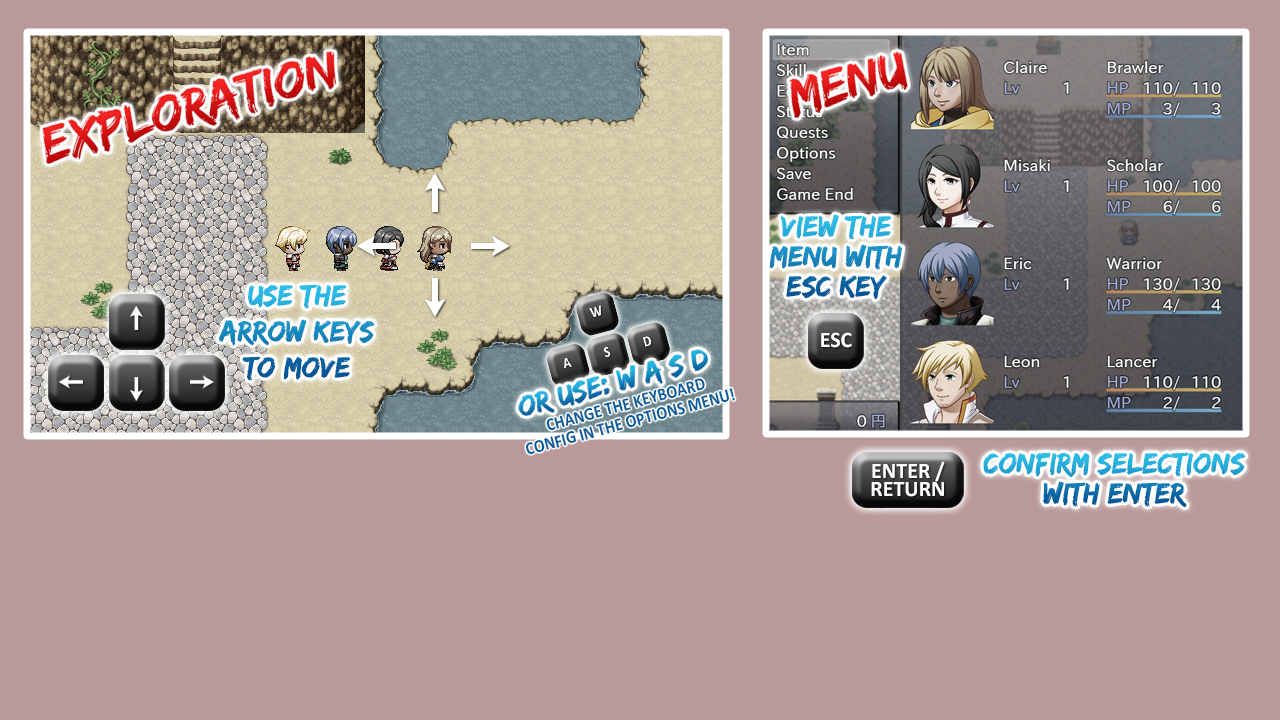 EXPLORATION
USE THE
ARROW KEYS
TO MOVE
W
A S D
OR USE: W A S D
CHANGE THE KEYBOARD
CONFIG IN THE OPTIONS MENU!
MENU
Item
Skill
Status
Quests
Options
Save
Game End
VIEW THE
MENU WITH
ESC KEY
ESC
0 円
Claire Brawler
Lv 1 HP 110/ 110
MP 3/ 3
Misaki Scholar
Lv 1 HP 100/ 100
MP 6/ 6
Eric Warrior
Lv 1 HP 130/ 130
MP 4/ 4
Leon Lancer
Lv 1 HP 110/ 110
MP 2/ 2
ENTER /
RETURN
CONFIRM SELECTIONS
WITH ENTER